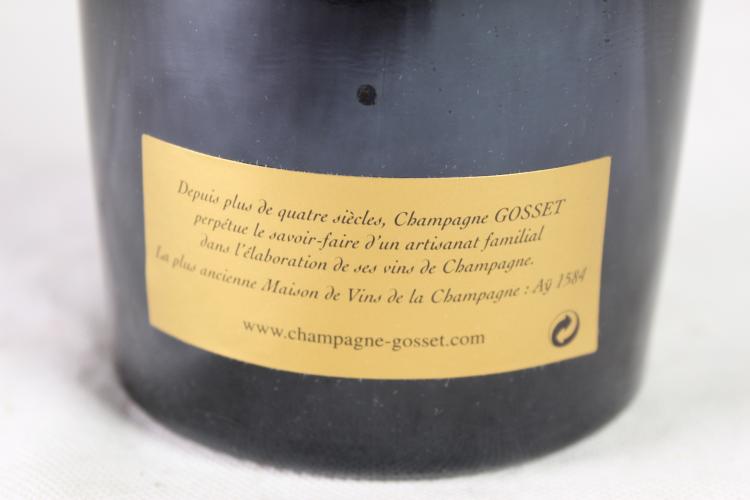 Depuis plus de quatre siècles, Champagne GOSSET
perpétue le savoir-faire d'un artisanat familial
dans l'élaboration de ses vins de Champagne.
La plus ancienne Maison de Vins de la Champagne : Aÿ 1584
www.champagne-gosset.com